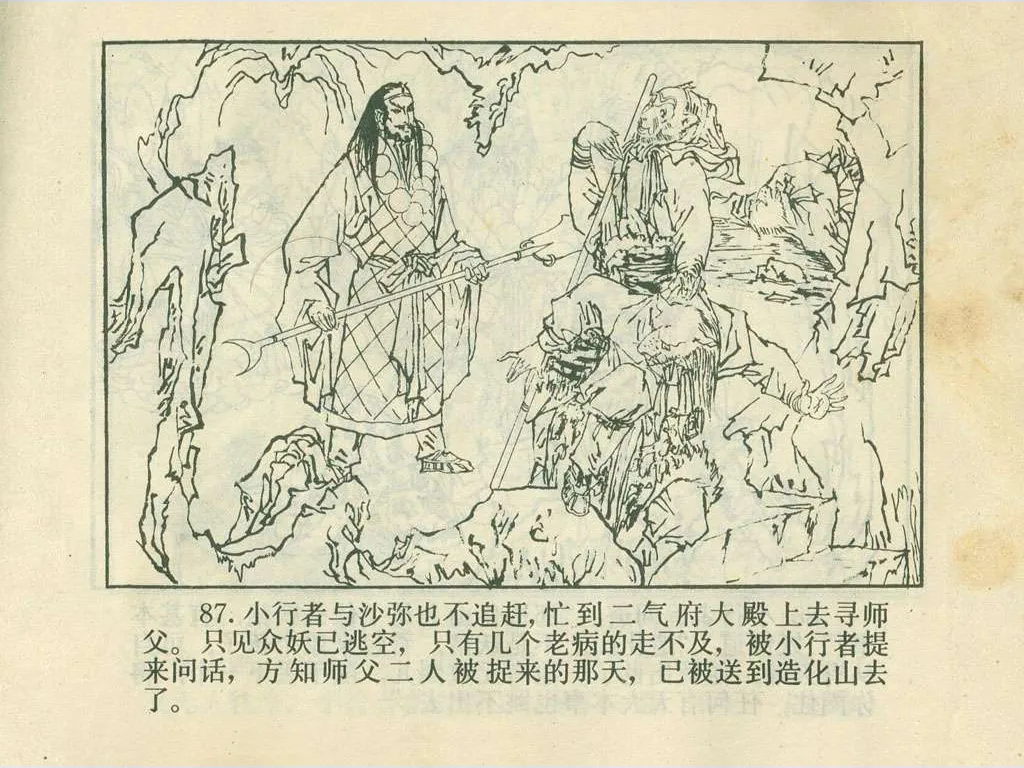 87. 小行者与沙弥也不追赶,忙到二气府大殿上去寻师
父。只见众妖已逃空，只有几个老病的走不及，被小行者提
来问话，方知师父二人被捉来的那天，已被送到造化山去
了。